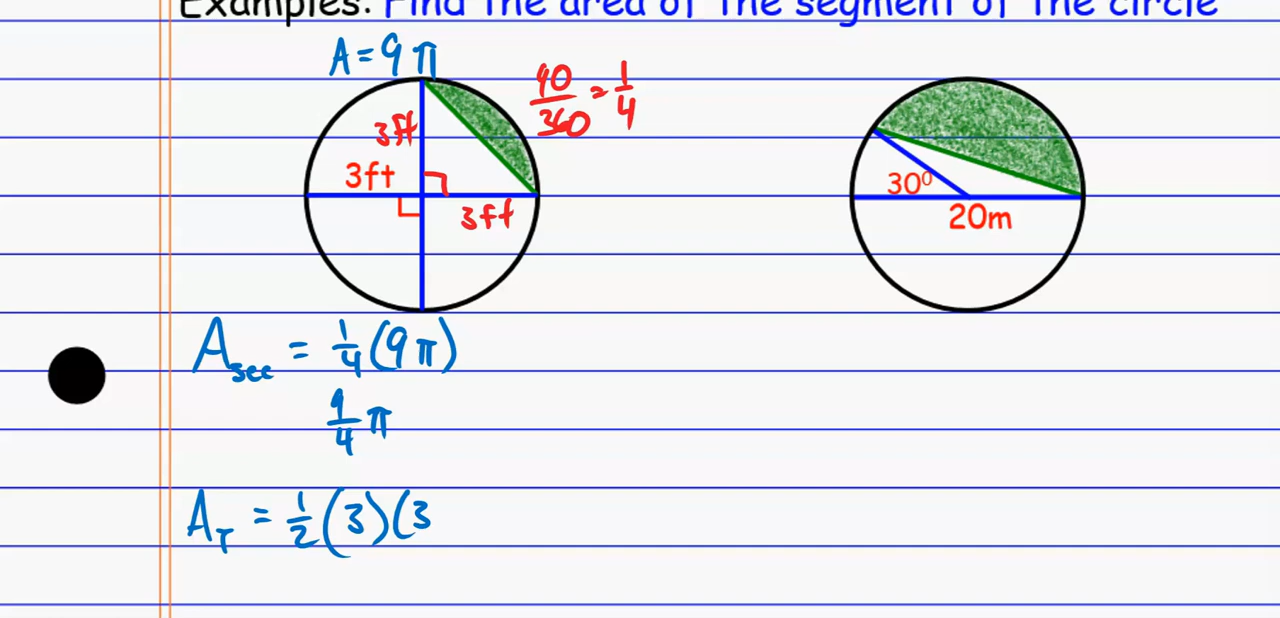 Examples: Find the area of the segment of the circle
A = 9π
90/360 = 1/4
3ft
3ft
3ft
30⁰
20m
A_sec = 1/4 (9π)
9/4 π
A_T = 1/2 (3)(3